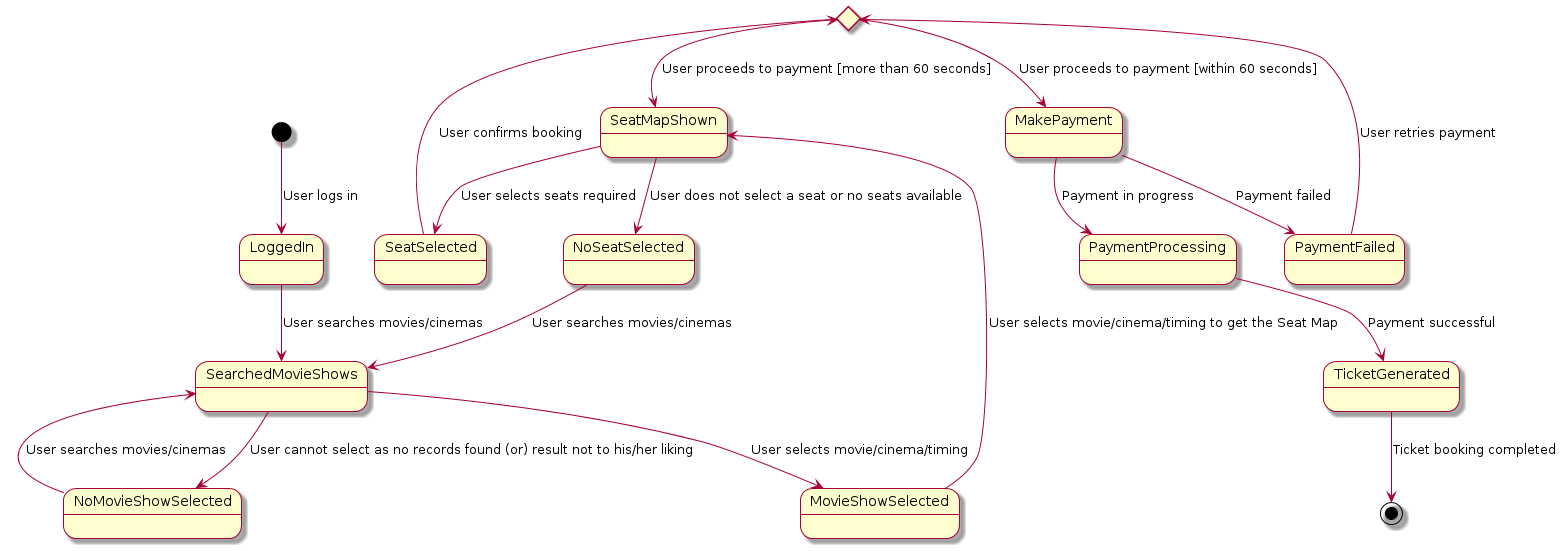 User proceeds to payment [more than 60 seconds]
User proceeds to payment [within 60 seconds]
SeatMapShown
MakePayment
User confirms booking
User retries payment
User logs in
User selects seats required
User does not select a seat or no seats available
Payment in progress
Payment failed
LoggedIn
SeatSelected
NoSeatSelected
PaymentProcessing
PaymentFailed
User searches movies/cinemas
User searches movies/cinemas
User selects movie/cinema/timing to get the Seat Map
Payment successful
SearchedMovieShows
TicketGenerated
User searches movies/cinemas
User cannot select as no records found (or) result not to his/her liking
User selects movie/cinema/timing
Ticket booking completed
NoMovieShowSelected
MovieShowSelected